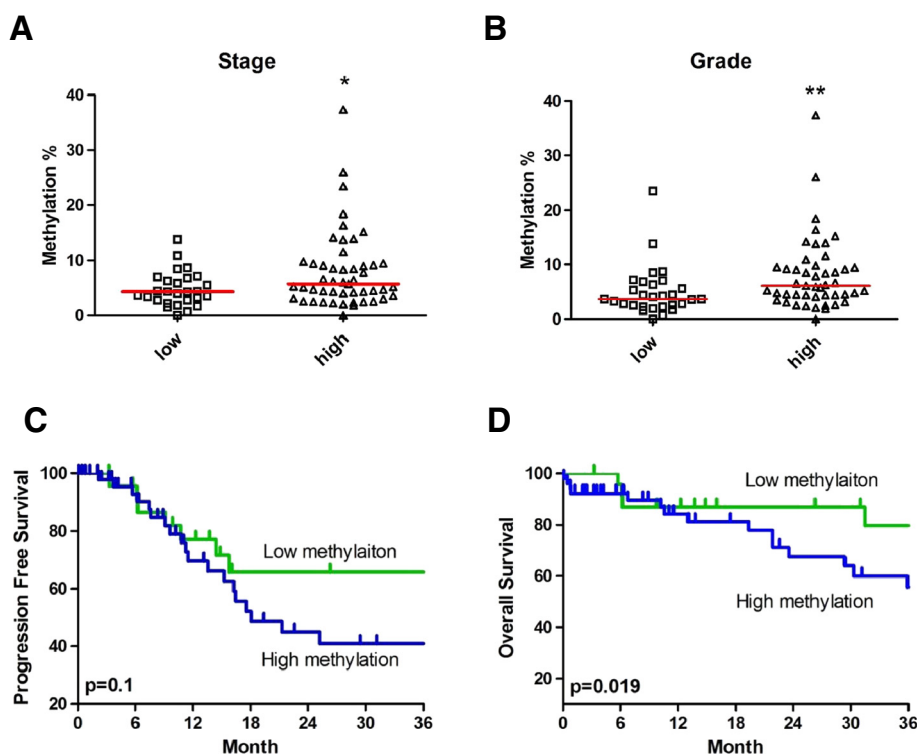 A
Stage
*
Methylation %
40
30
20
10
0
low
high
B
Grade
**
Methylation %
40
30
20
10
0
low
high
C
Progression Free Survival
100
80
60
40
20
Low methylaiton
High methylation
p=0.1
0 6 12 18 24 30 36
Month
D
Overall Survival
100
80
60
40
20
Low methylaiton
High methylation
p=0.019
0 6 12 18 24 30 36
Month